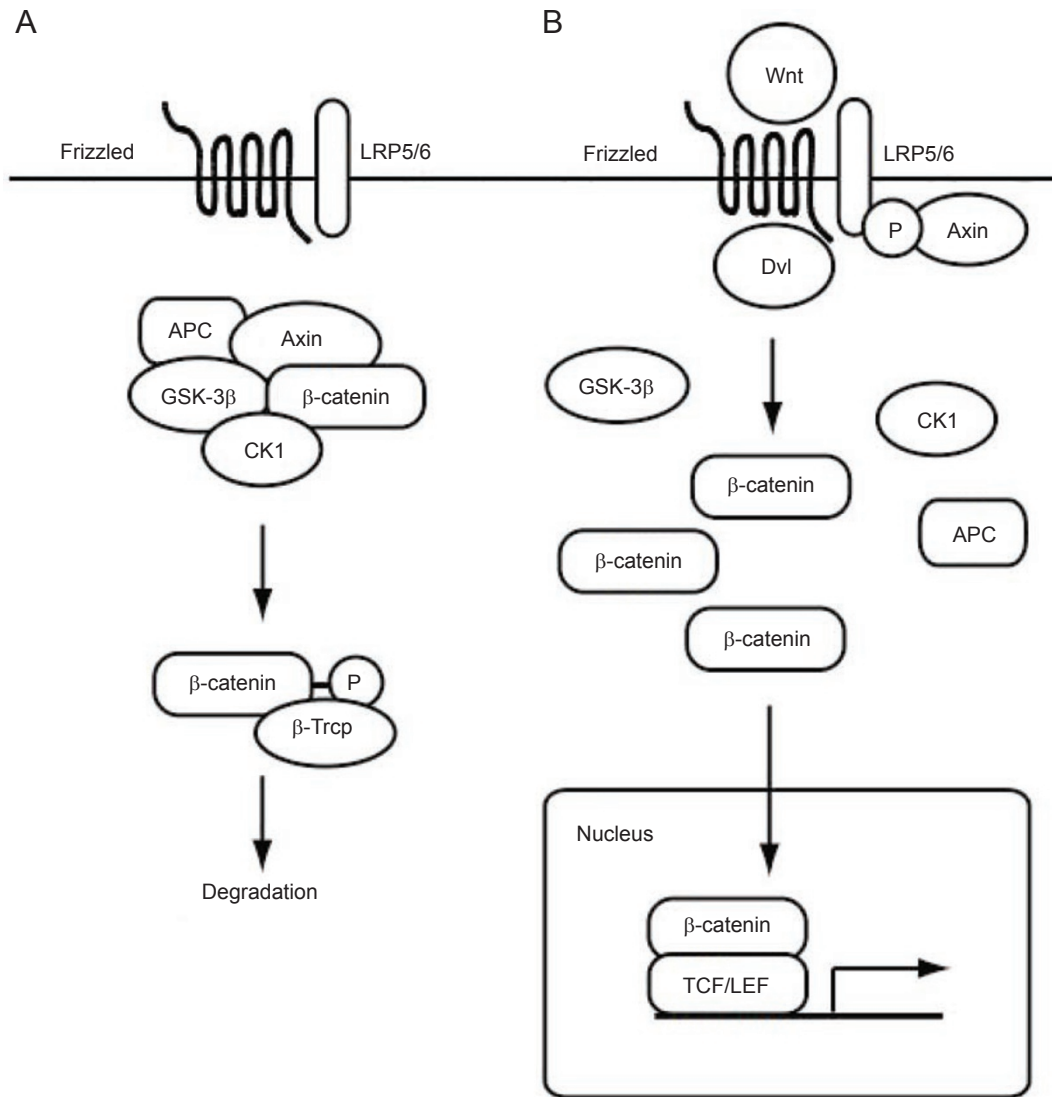 A
Frizzled
LRP5/6
APC
Axin
GSK-3β
β-catenin
CK1
β-catenin
P
β-Trcp
Degradation
B
Wnt
Frizzled
LRP5/6
P
Axin
Dvl
GSK-3β
CK1
β-catenin
APC
β-catenin
β-catenin
Nucleus
β-catenin
TCF/LEF